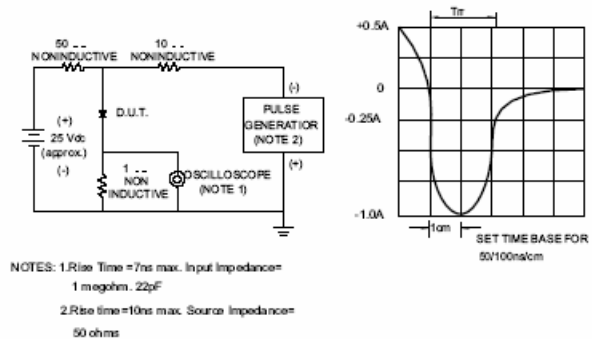 50 --
NONINDUCTIVE
10 --
NONINDUCTIVE
(+)
25 Vdc
(approx.)
(-)
D.U.T.
1 --
NON
INDUCTIVE
OSCILLOSCOPE
(NOTE 1)
(-)
PULSE
GENERATIOR
(NOTE 2)
(+)
Trr
+0.5A
0
-0.25A
-1.0A
1cm
SET TIME BASE FOR
50/100ns/cm
NOTES: 1.Rise Time =7ns max. Input Impedance=
1 megohm. 22pF
2.Rise time=10ns max. Source Impedance=
50 ohms